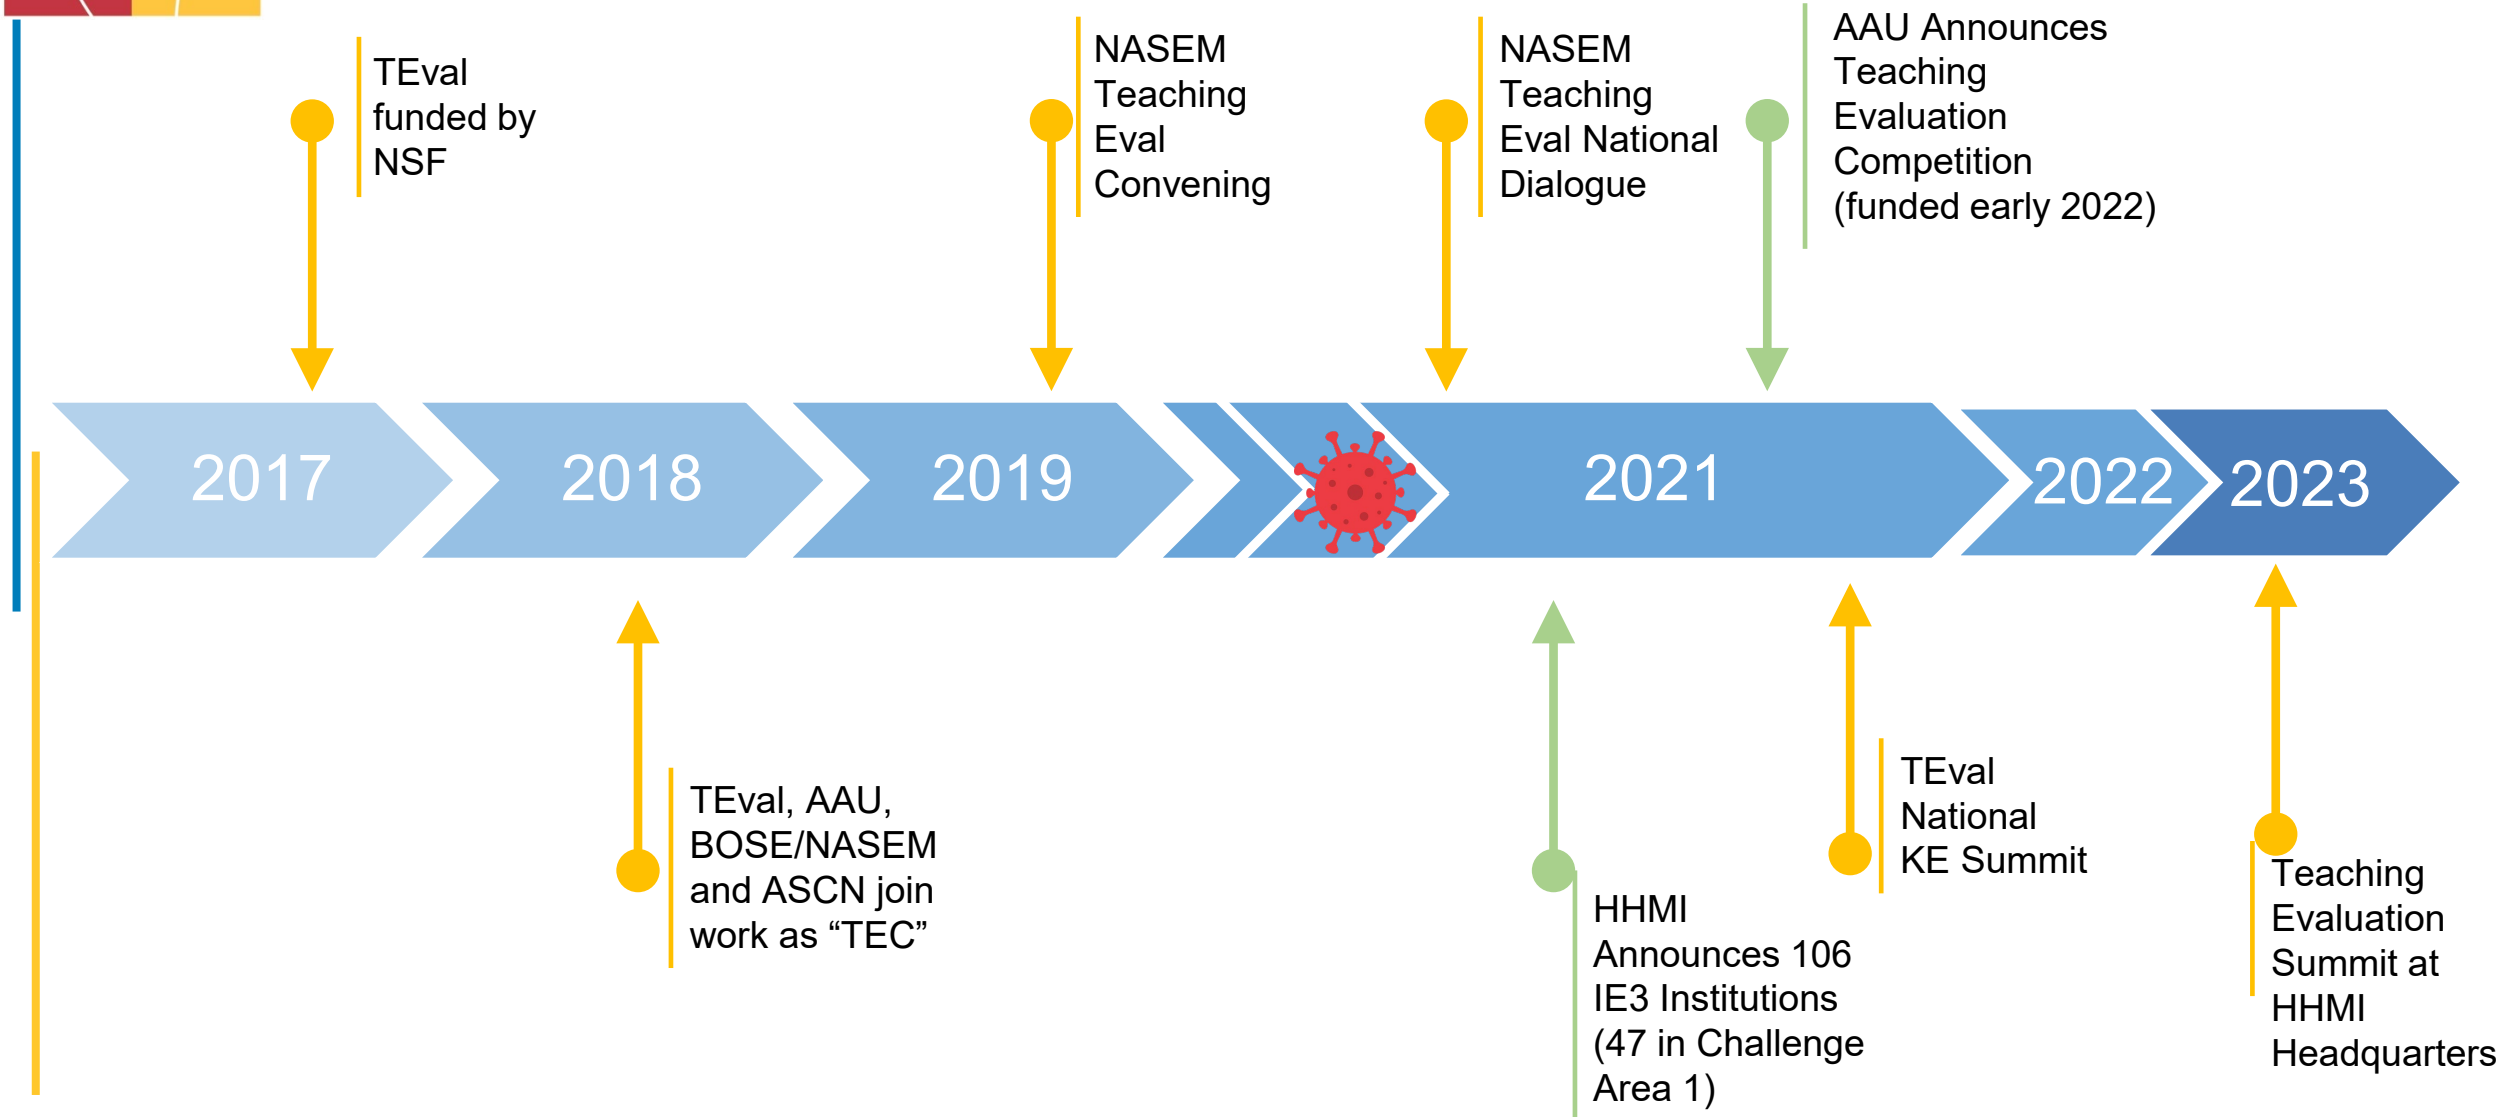 TEval
funded by
NSF
NASEM
Teaching
Eval
Convening
NASEM
Teaching
Eval National
Dialogue
AAU Announces
Teaching
Evaluation
Competition
(funded early 2022)
2017
2018
2019
2021
2022
2023
TEval, AAU,
BOSE/NASEM
and ASCN join
work as “TEC”
HHMI
Announces 106
IE3 Institutions
(47 in Challenge
Area 1)
TEval
National
KE Summit
Teaching
Evaluation
Summit at
HHMI
Headquarters